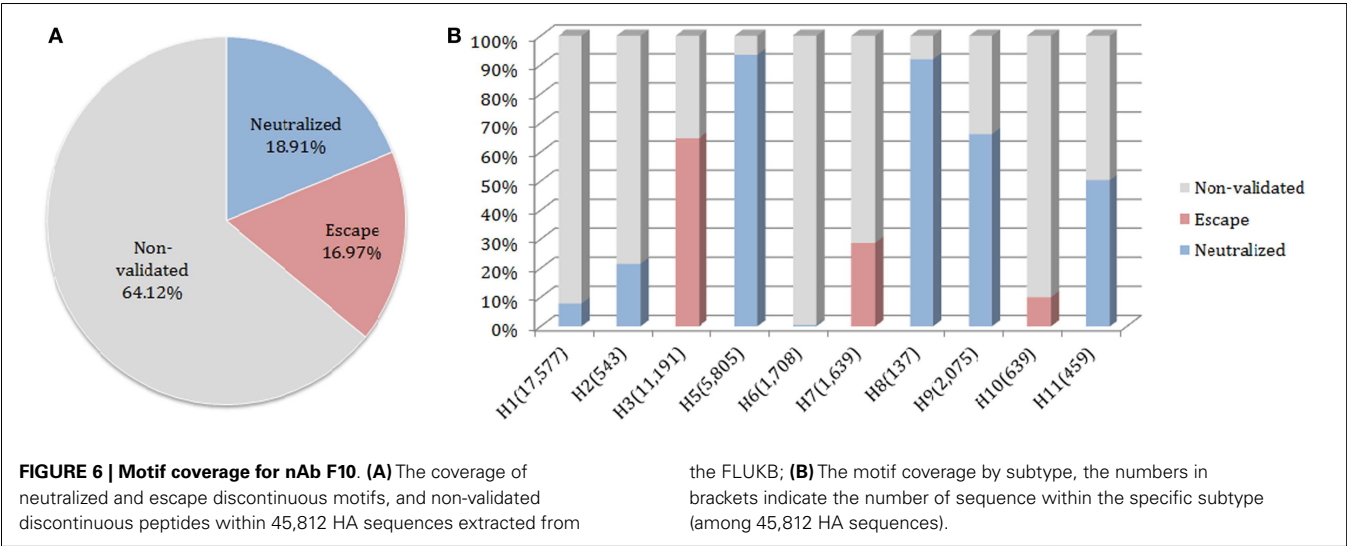 A
Neutralized
18.91%
Escape
16.97%
Non-
validated
64.12%
B
100%
90%
80%
70%
60%
50%
40%
30%
20%
10%
0%
H1(17,577)
H2(543)
H3(11,191)
H5(5,805)
H6(1,708)
H7(1,639)
H8(137)
H9(2,075)
H10(639)
H11(459)
Non-validated
Escape
Neutralized
FIGURE 6 | Motif coverage for nAb F10. (A) The coverage of
neutralized and escape discontinuous motifs, and non-validated
discontinuous peptides within 45,812 HA sequences extracted from
the FLUKB; (B) The motif coverage by subtype, the numbers in
brackets indicate the number of sequence within the specific subtype
(among 45,812 HA sequences).